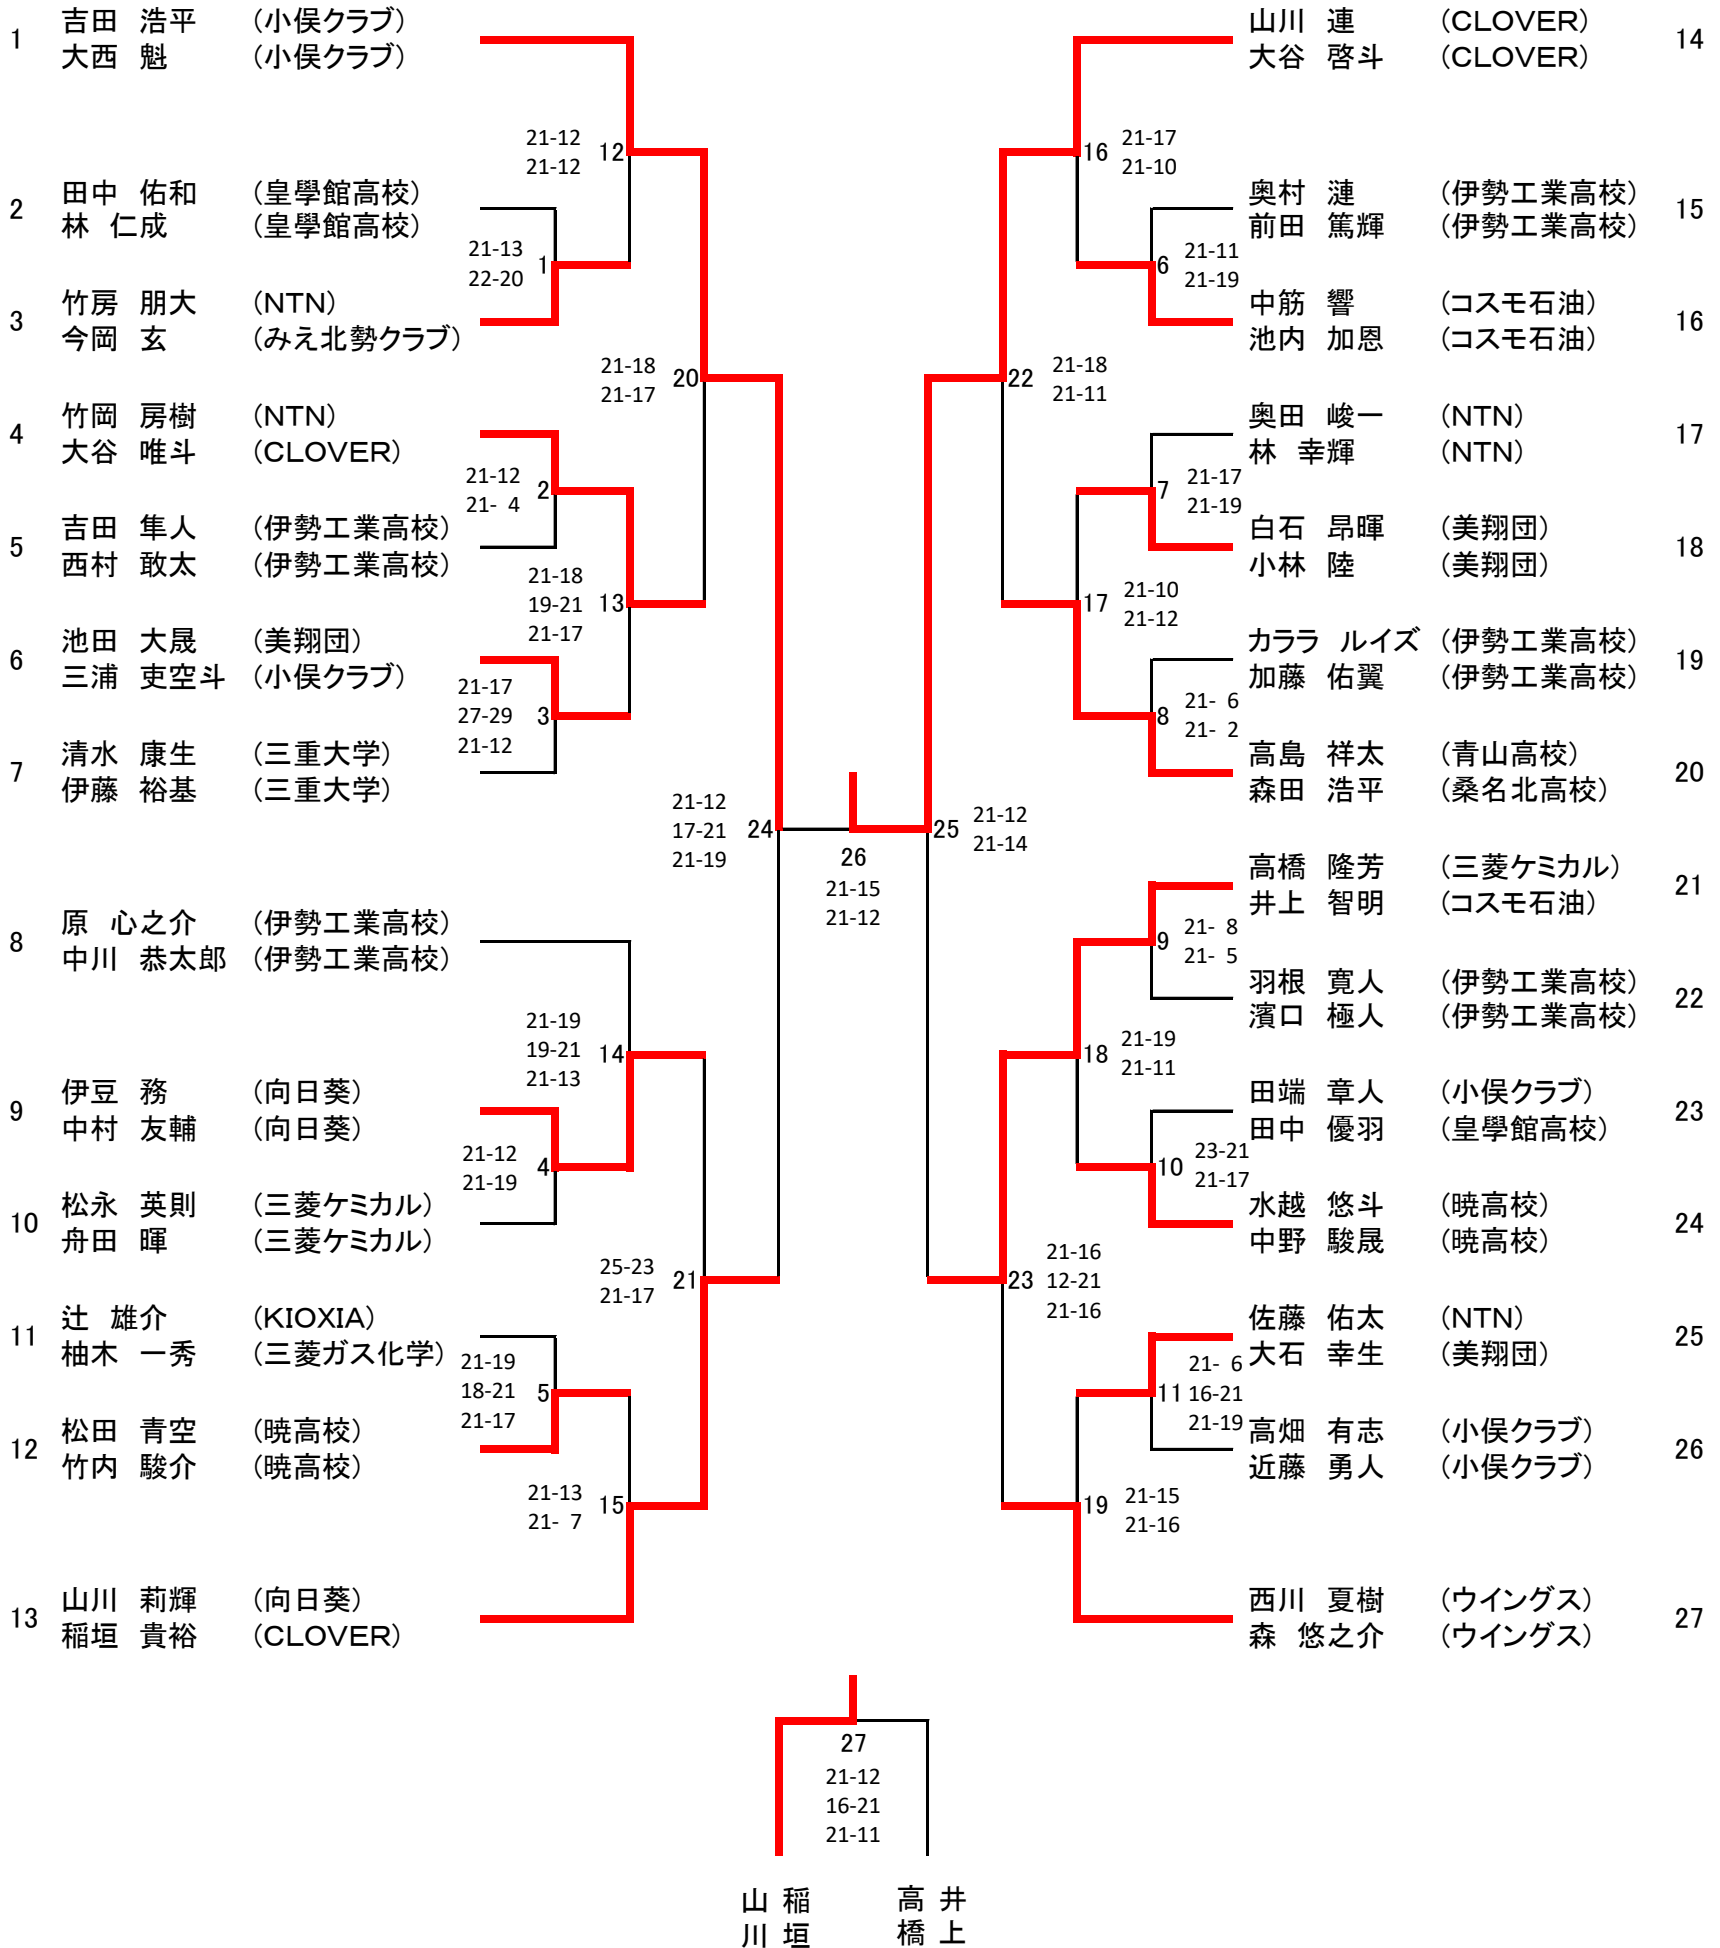 1 吉田 浩平 (小俣クラブ)
大西 魁 (小俣クラブ)
21-12
21-12
12
2 田中 佑和 (皇學館高校)
林 仁成 (皇學館高校)
21-13
22-20
1
3 竹房 朋大 (NTN)
今岡 玄 (みえ北勢クラブ)
21-18
21-17
20
4 竹岡 房樹 (NTN)
大谷 唯斗 (CLOVER)
21-12
21- 4
2
5 吉田 隼人 (伊勢工業高校)
西村 敢太 (伊勢工業高校)
21-18
19-21
21-17
13
6 池田 大晟 (美翔団)
三浦 吏空斗 (小俣クラブ)
21-17
27-29
21-12
3
7 清水 康生 (三重大学)
伊藤 裕基 (三重大学)
21-12
17-21
21-19
24
8 原 心之介 (伊勢工業高校)
中川 恭太郎 (伊勢工業高校)
21-19
19-21
21-13
14
9 伊豆 務 (向日葵)
中村 友輔 (向日葵)
21-12
21-19
4
10 松永 英則 (三菱ケミカル)
舟田 暉 (三菱ケミカル)
25-23
21-17
21
11 辻 雄介 (KIOXIA)
柚木 一秀 (三菱ガス化学)
21-19
18-21
21-17
5
12 松田 青空 (暁高校)
竹内 駿介 (暁高校)
21-13
21- 7
15
13 山川 莉輝 (向日葵)
稲垣 貴裕 (CLOVER)
26
21-15
21-12
山川 連 (CLOVER) 14
大谷 啓斗 (CLOVER)
16
21-17
21-10
奥村 漣 (伊勢工業高校) 15
前田 篤輝 (伊勢工業高校)
6
21-11
21-19
中筋 響 (コスモ石油) 16
池内 加恩 (コスモ石油)
22
21-18
21-11
奥田 峻一 (NTN) 17
林 幸輝 (NTN)
7
21-17
21-19
白石 昂暉 (美翔団) 18
小林 陸 (美翔団)
17
21-10
21-12
カララ ルイズ (伊勢工業高校) 19
加藤 佑翼 (伊勢工業高校)
8
21- 6
21- 2
高島 祥太 (青山高校) 20
森田 浩平 (桑名北高校)
25
21-12
21-14
高橋 隆芳 (三菱ケミカル) 21
井上 智明 (コスモ石油)
9
21- 8
21- 5
羽根 寛人 (伊勢工業高校) 22
濱口 極人 (伊勢工業高校)
18
21-19
21-11
田端 章人 (小俣クラブ) 23
田中 優羽 (皇學館高校)
10
23-21
21-17
水越 悠斗 (暁高校) 24
中野 駿晟 (暁高校)
23
21-16
12-21
21-16
佐藤 佑太 (NTN) 25
大石 幸生 (美翔団)
11
21- 6
16-21
21-19
高畑 有志 (小俣クラブ) 26
近藤 勇人 (小俣クラブ)
19
21-15
21-16
西川 夏樹 (ウイングス) 27
森 悠之介 (ウイングス)
27
21-12
16-21
21-11
山川
稲垣
高橋
井上